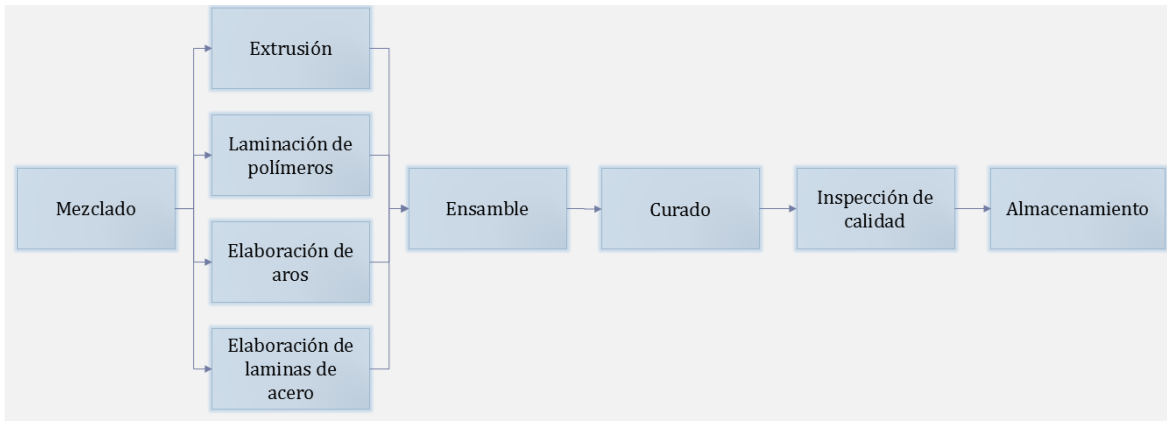 Mezclado
Extrusión
Laminación de
polímeros
Elaboración de
aros
Elaboración de
laminas de
acero
Ensamble
Curado
Inspección de
calidad
Almacenamiento